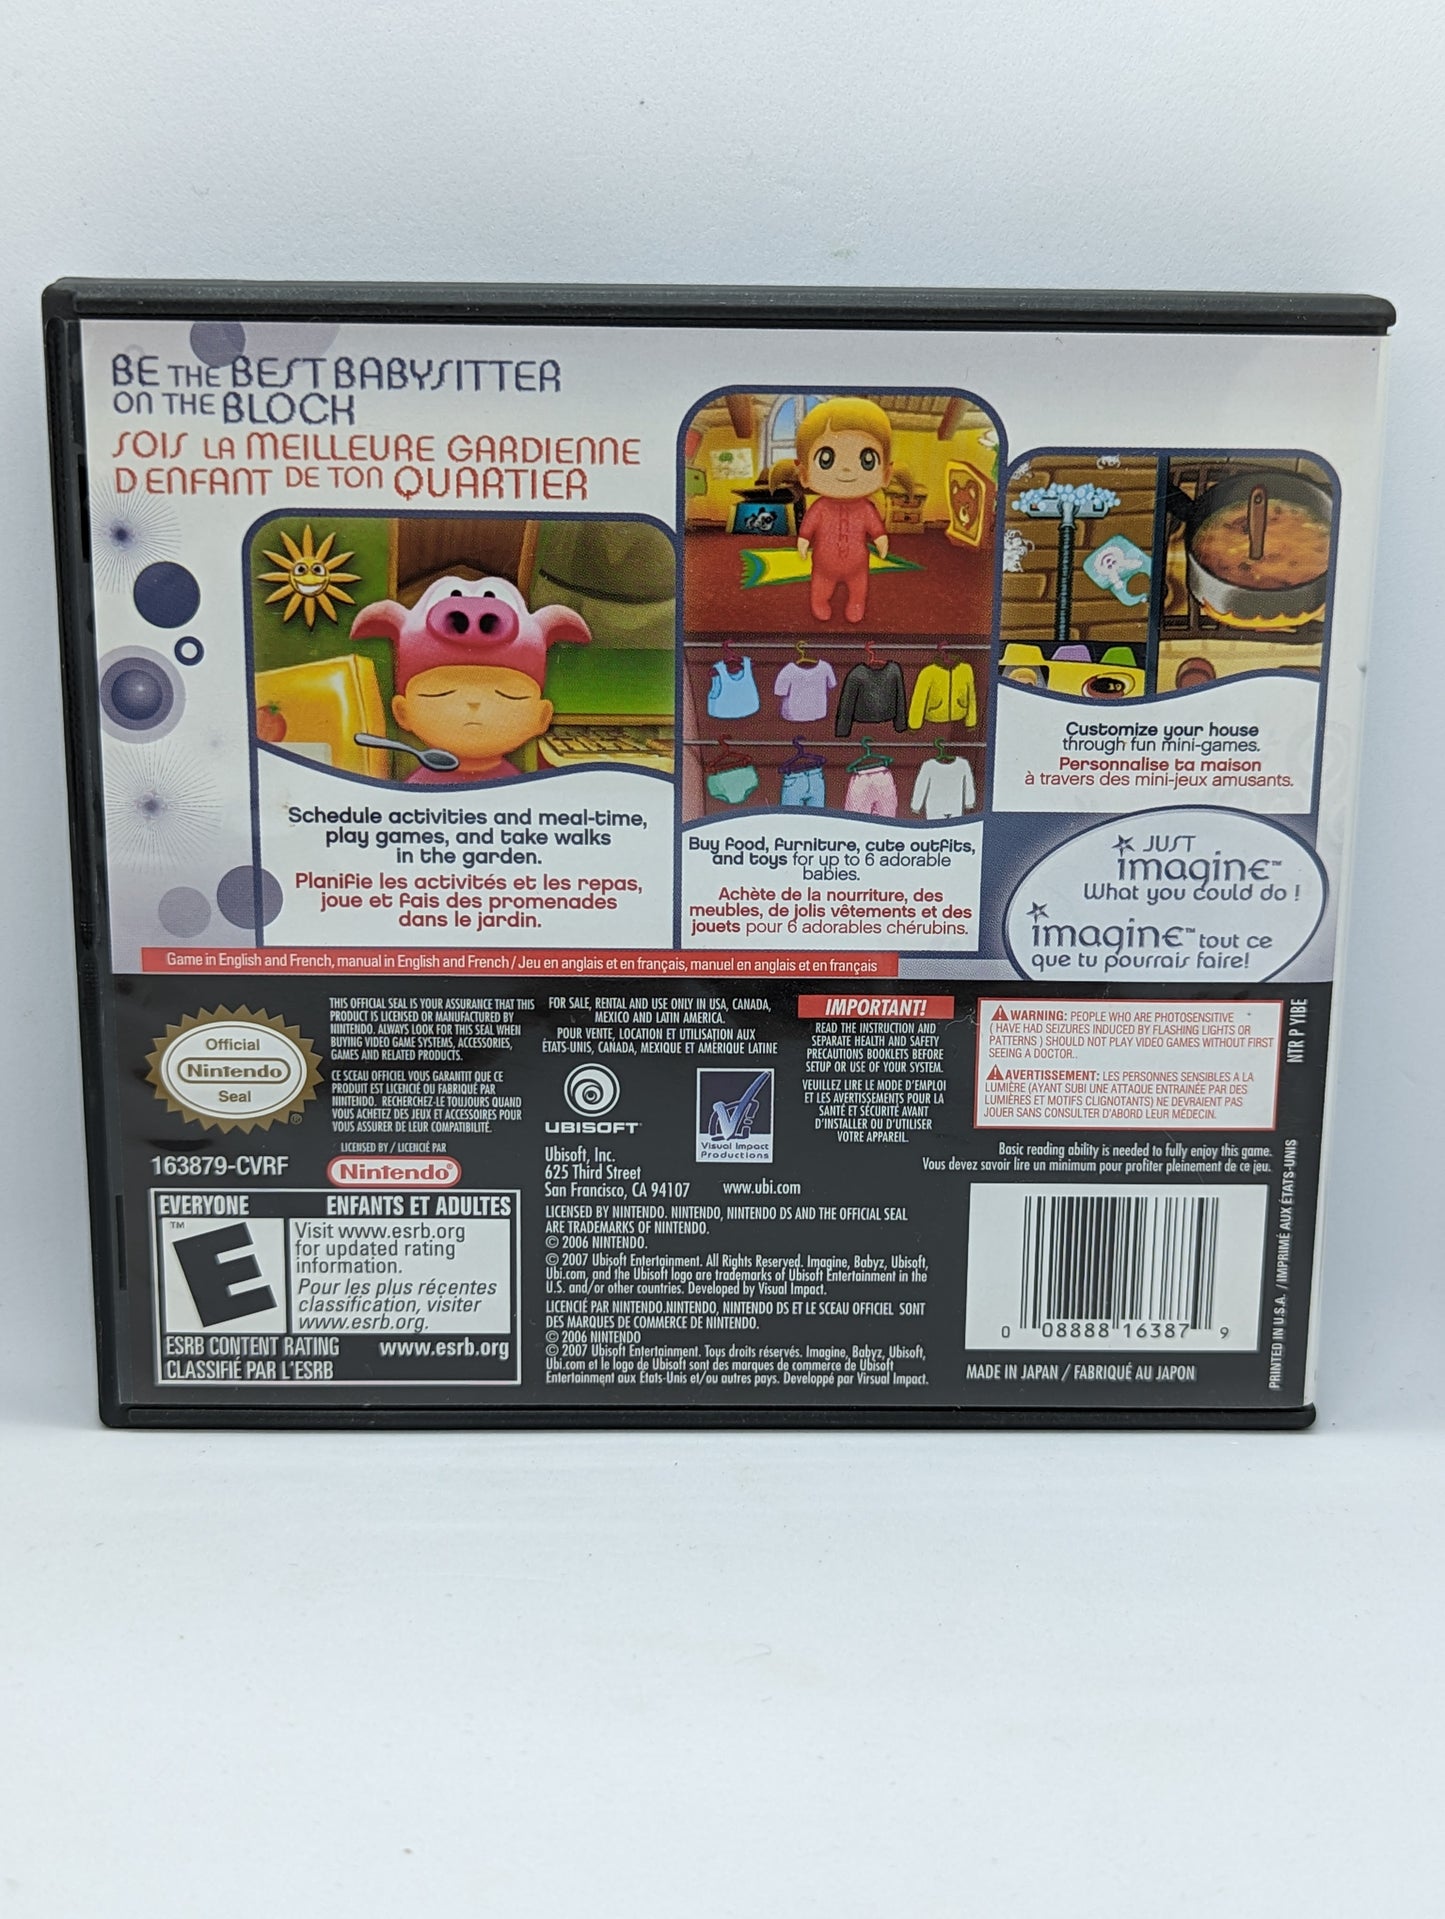 BE THE BEST BABYSITTER
ON THE BLOCK
SOIS LA MEILLEURE GARDIENNE
D ENFANT DE TON QUARTIER
Schedule activities and meal-time,
play games, and take walks
in the garden.
Planifie les activités et les repas,
joue et fais des promenades
dans le jardin.
Buy food, furniture, cute outfits,
and toys for up to 6 adorable
babies.
Achète de la nourriture, des
meubles, de jolis vêtements et des
jouets pour 6 adorables chérubins.
Customize your house
through fun mini-games.
Personnalise ta maison
à travers des mini-jeux amusants.
JUST
imagine™
What you could do !
imagine™ tout ce
que tu pourrais faire!
Game in English and French, manual in English and French / Jeu en anglais et en français, manuel en anglais et en français
Official
Nintendo
Seal
®
THIS OFFICIAL SEAL IS YOUR ASSURANCE THAT THIS
PRODUCT IS LICENSED OR MANUFACTURED BY
NINTENDO. ALWAYS LOOK FOR THIS SEAL WHEN
BUYING VIDEO GAME SYSTEMS, ACCESSORIES,
GAMES AND RELATED PRODUCTS.
CE SCEAU OFFICIEL VOUS GARANTIT QUE CE
PRODUIT EST LICENCIÉ OU FABRIQUÉ PAR
NINTENDO. RECHERCHEZ-LE TOUJOURS QUAND
VOUS ACHETEZ DES JEUX ET ACCESSOIRES POUR
VOUS ASSURER DE LEUR COMPATIBILITÉ.
LICENSED BY / LICENCIÉ PAR
Nintendo®
163879-CVRF
EVERYONE ENFANTS ET ADULTES
™
E
Visit www.esrb.org
for updated rating
information.
Pour les plus récentes
classification, visiter
www.esrb.org.
ESRB CONTENT RATING www.esrb.org
CLASSIFIÉ PAR L'ESRB
FOR SALE, RENTAL AND USE ONLY IN USA, CANADA,
MEXICO AND LATIN AMERICA.
POUR VENTE, LOCATION ET UTILISATION AUX
ÉTATS-UNIS, CANADA, MEXIQUE ET AMÉRIQUE LATINE
UBISOFT™
Visual Impact
Productions
Ubisoft, Inc.
625 Third Street
San Francisco, CA 94107 www.ubi.com
LICENSED BY NINTENDO. NINTENDO, NINTENDO DS AND THE OFFICIAL SEAL
ARE TRADEMARKS OF NINTENDO.
© 2006 NINTENDO.
© 2007 Ubisoft Entertainment. All Rights Reserved. Imagine, Babyz, Ubisoft,
Ubi.com, and the Ubisoft logo are trademarks of Ubisoft Entertainment in the
U.S. and/or other countries. Developed by Visual Impact.
LICENCIÉ PAR NINTENDO.NINTENDO, NINTENDO DS ET LE SCEAU OFFICIEL SONT
DES MARQUES DE COMMERCE DE NINTENDO.
© 2006 NINTENDO
© 2007 Ubisoft Entertainment. Tous droits réservés. Imagine, Babyz, Ubisoft,
Ubi.com et le logo de Ubisoft sont des marques de commerce de Ubisoft
Entertainment aux États-Unis et/ou autres pays. Developpé par Virsual Impact.
IMPORTANT!
READ THE INSTRUCTION AND
SEPARATE HEALTH AND SAFETY
PRECAUTIONS BOOKLETS BEFORE
SETUP OR USE OF YOUR SYSTEM.
VEUILLEZ LIRE LE MODE D'EMPLOI
ET LES AVERTISSEMENTS POUR LA
SANTÉ ET SÉCURITÉ AVANT
D'INSTALLER OU D'UTILISER
VOTRE APPAREIL.
WARNING: PEOPLE WHO ARE PHOTOSENSITIVE
( HAVE HAD SEIZURES INDUCED BY FLASHING LIGHTS OR
PATTERNS ) SHOULD NOT PLAY VIDEO GAMES WITHOUT FIRST
SEEING A DOCTOR..
AVERTISSEMENT: LES PERSONNES SENSIBLES A LA
LUMIÈRE (AYANT SUBI UNE ATTAQUE ENTRAINÉE PAR DES
LUMIÈRES ET MOTIFS CLIGNOTANTS) NE DEVRAIENT PAS
JOUER SANS CONSULTER D'ABORD LEUR MÉDECIN.
NTR P YIBE
Basic reading ability is needed to fully enjoy this game.
Vous devez savoir lire un minimum pour profiter pleinement de ce jeu.
0 08888 16387 9
MADE IN JAPAN / FABRIQUÉ AU JAPON
PRINTED IN U.S.A. / IMPRIMÉ AUX ÉTATS-UNIS